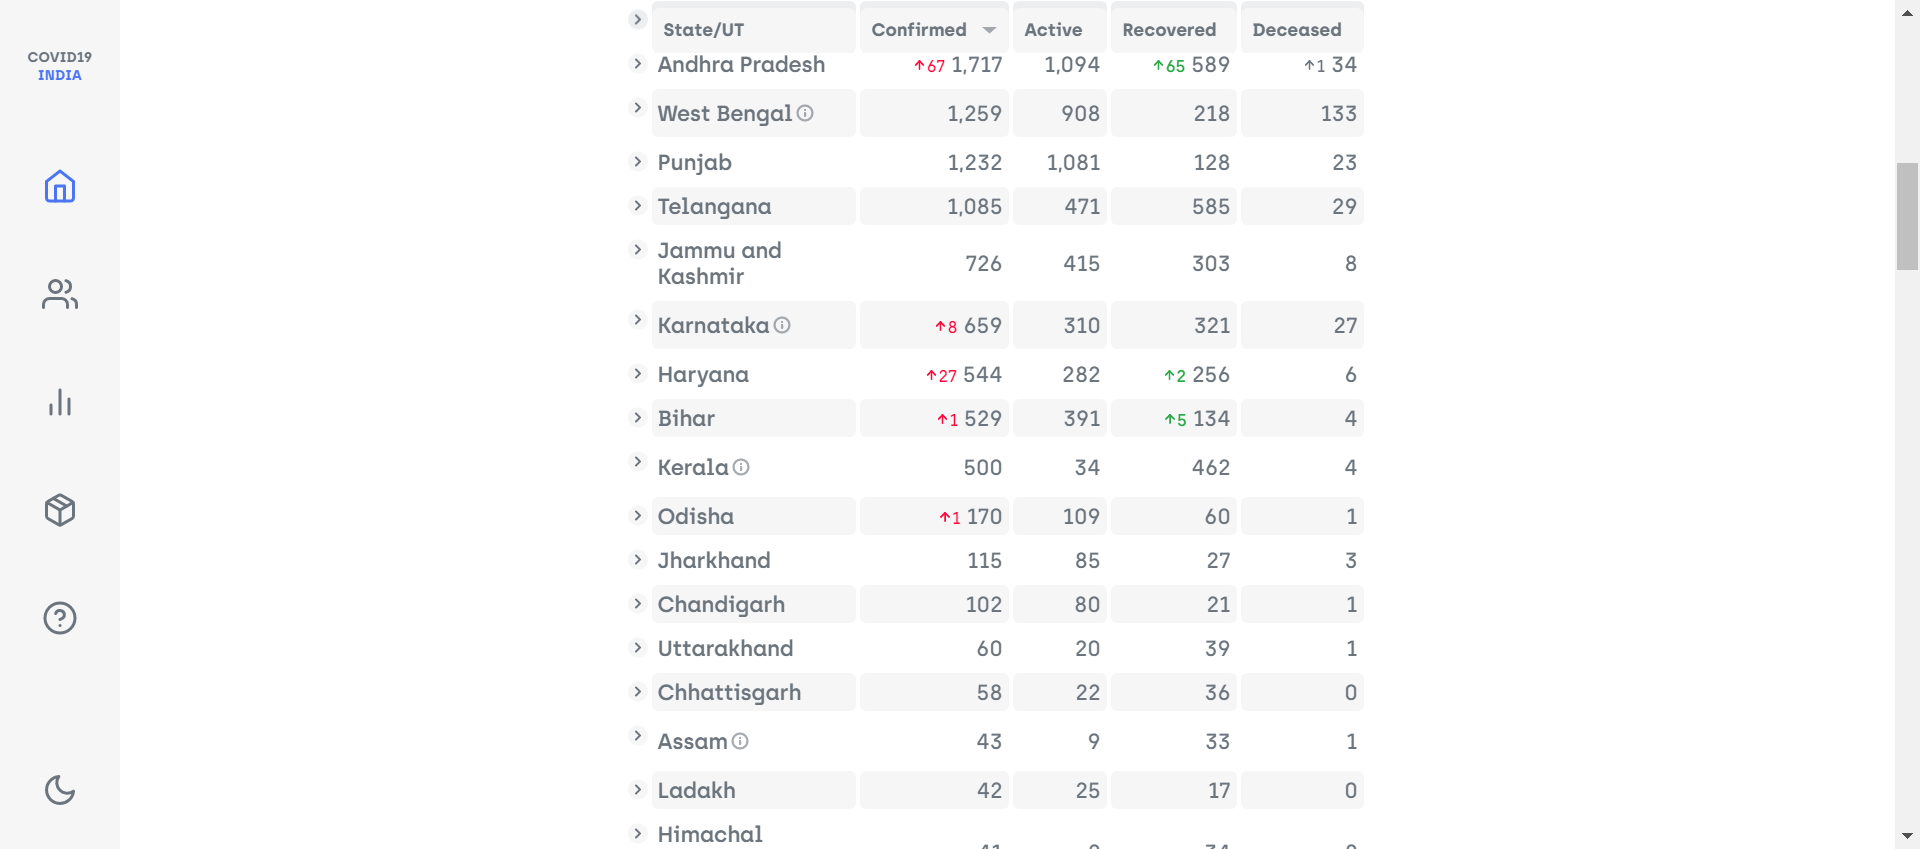 COVID19
INDIA
State/UT Confirmed Active Recovered Deceased
Andhra Pradesh ↑67 1,717 1,094 ↑65 589 ↑1 34
West Bengal 1,259 908 218 133
Punjab 1,232 1,081 128 23
Telangana 1,085 471 585 29
Jammu and
Kashmir 726 415 303 8
Karnataka ↑8 659 310 321 27
Haryana ↑27 544 282 ↑2 256 6
Bihar ↑1 529 391 ↑5 134 4
Kerala 500 34 462 4
Odisha ↑1 170 109 60 1
Jharkhand 115 85 27 3
Chandigarh 102 80 21 1
Uttarakhand 60 20 39 1
Chhattisgarh 58 22 36 0
Assam 43 9 33 1
Ladakh 42 25 17 0
Himachal